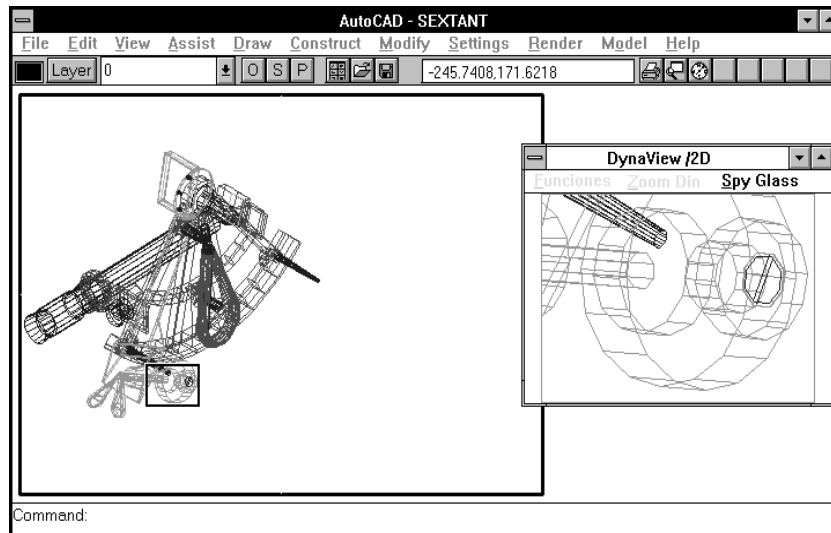 AutoCAD - SEXTANT
File Edit View Assist Draw Construct Modify Settings Render Model Help
Layer 0 O S P -245.7408,171.6218
DynaView /2D
Funciones Zoom Din Spy Glass
Command: